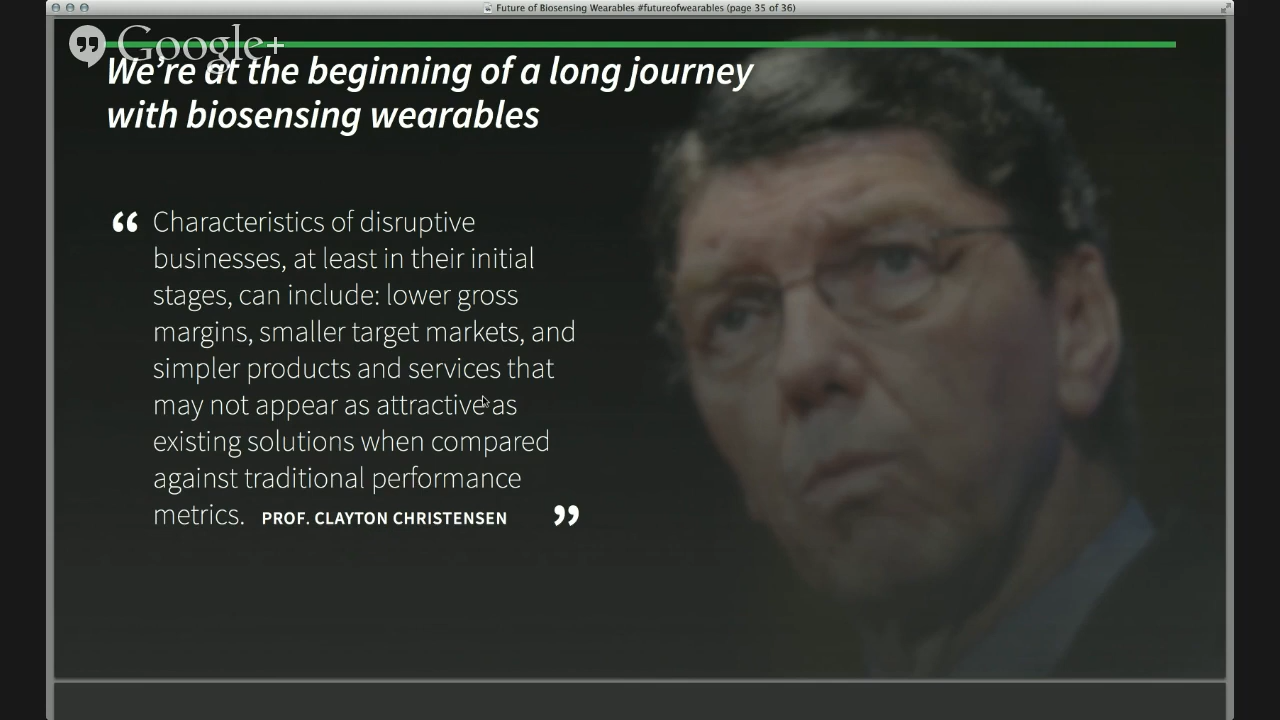 Future of Biosensing Wearables #futureofwearables (page 35 of 36)
Google+
We're at the beginning of a long journey
with biosensing wearables
“ Characteristics of disruptive
businesses, at least in their initial
stages, can include: lower gross
margins, smaller target markets, and
simpler products and services that
may not appear as attractive as
existing solutions when compared
against traditional performance
metrics. PROF. CLAYTON CHRISTENSEN ”